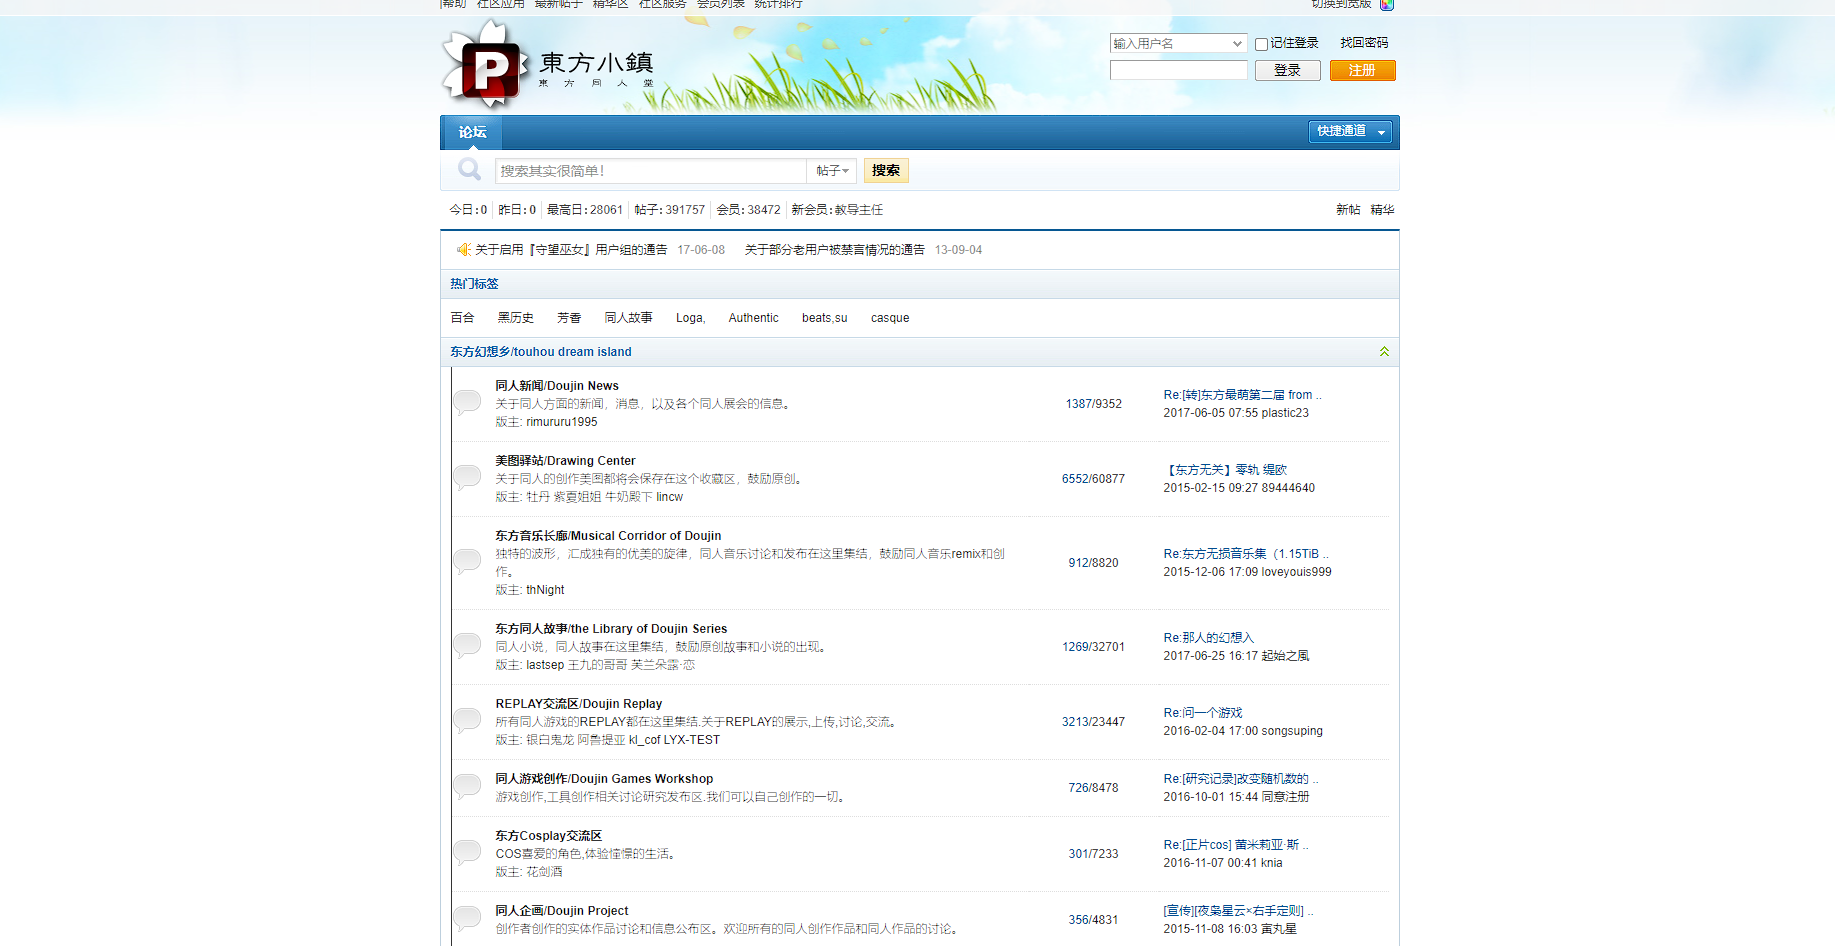 帮助 社区应用 最新帖子 精华区 社区服务 会员列表 统计排行 切换到宽版
P 東方小鎮
東方同人堂
输入用户名 记住登录 找回密码
登录 注册
论坛 快捷通道
搜索其实很简单! 帖子 搜索
今日:0 昨日:0 最高日:28061 帖子:391757 会员:38472 新会员:教导主任 新帖 精华
关于启用『守望巫女』用户组的通告 17-06-08 关于部分老用户被禁言情况的通告 13-09-04
热门标签
百合 黑历史 芳香 同人故事 Loga, Authentic beats,su casque
东方幻想乡/touhou dream island
同人新闻/Doujin News
关于同人方面的新闻，消息，以及各个同人展会的信息。
版主: rimururu1995
1387/9352
Re:[转]东方最萌第二届 from ..
2017-06-05 07:55 plastic23
美图驿站/Drawing Center
关于同人的创作美图都将会保存在这个收藏区，鼓励原创。
版主: 牡丹 紫夏姐姐 牛奶殿下 lincw
6552/60877
【东方无关】零轨 缇欧
2015-02-15 09:27 89444640
东方音乐长廊/Musical Corridor of Doujin
独特的波形，汇成独有的优美的旋律，同人音乐讨论和发布在这里集结，鼓励同人音乐remix和创
作。
版主: thNight
912/8820
Re:东方无损音乐集（1.15TiB ..
2015-12-06 17:09 loveyouis999
东方同人故事/the Library of Doujin Series
同人小说，同人故事在这里集结，鼓励原创故事和小说的出现。
版主: lastsep 王九的哥哥 芙兰朵露·恋
1269/32701
Re:那人的幻想入
2017-06-25 16:17 起始之風
REPLAY交流区/Doujin Replay
所有同人游戏的REPLAY都在这里集结.关于REPLAY的展示,上传,讨论,交流。
版主: 银白鬼龙 阿鲁提亚 kl_cof LYX-TEST
3213/23447
Re:问一个游戏
2016-02-04 17:00 songsuping
同人游戏创作/Doujin Games Workshop
游戏创作,工具创作相关讨论研究发布区.我们可以自己创作的一切。
726/8478
Re:[研究记录]改变随机数的 ..
2016-10-01 15:44 同意注册
东方Cosplay交流区
COS喜爱的角色,体验憧憬的生活。
版主: 花剑酒
301/7233
Re:[正片cos] 蕾米莉亚·斯 ..
2016-11-07 00:41 knia
同人企画/Doujin Project
创作者创作的实体作品讨论和信息公布区。欢迎所有的同人创作作品和同人作品的讨论。
356/4831
[宣传][夜枭星云×右手定则] ..
2015-11-08 16:03 寅丸星